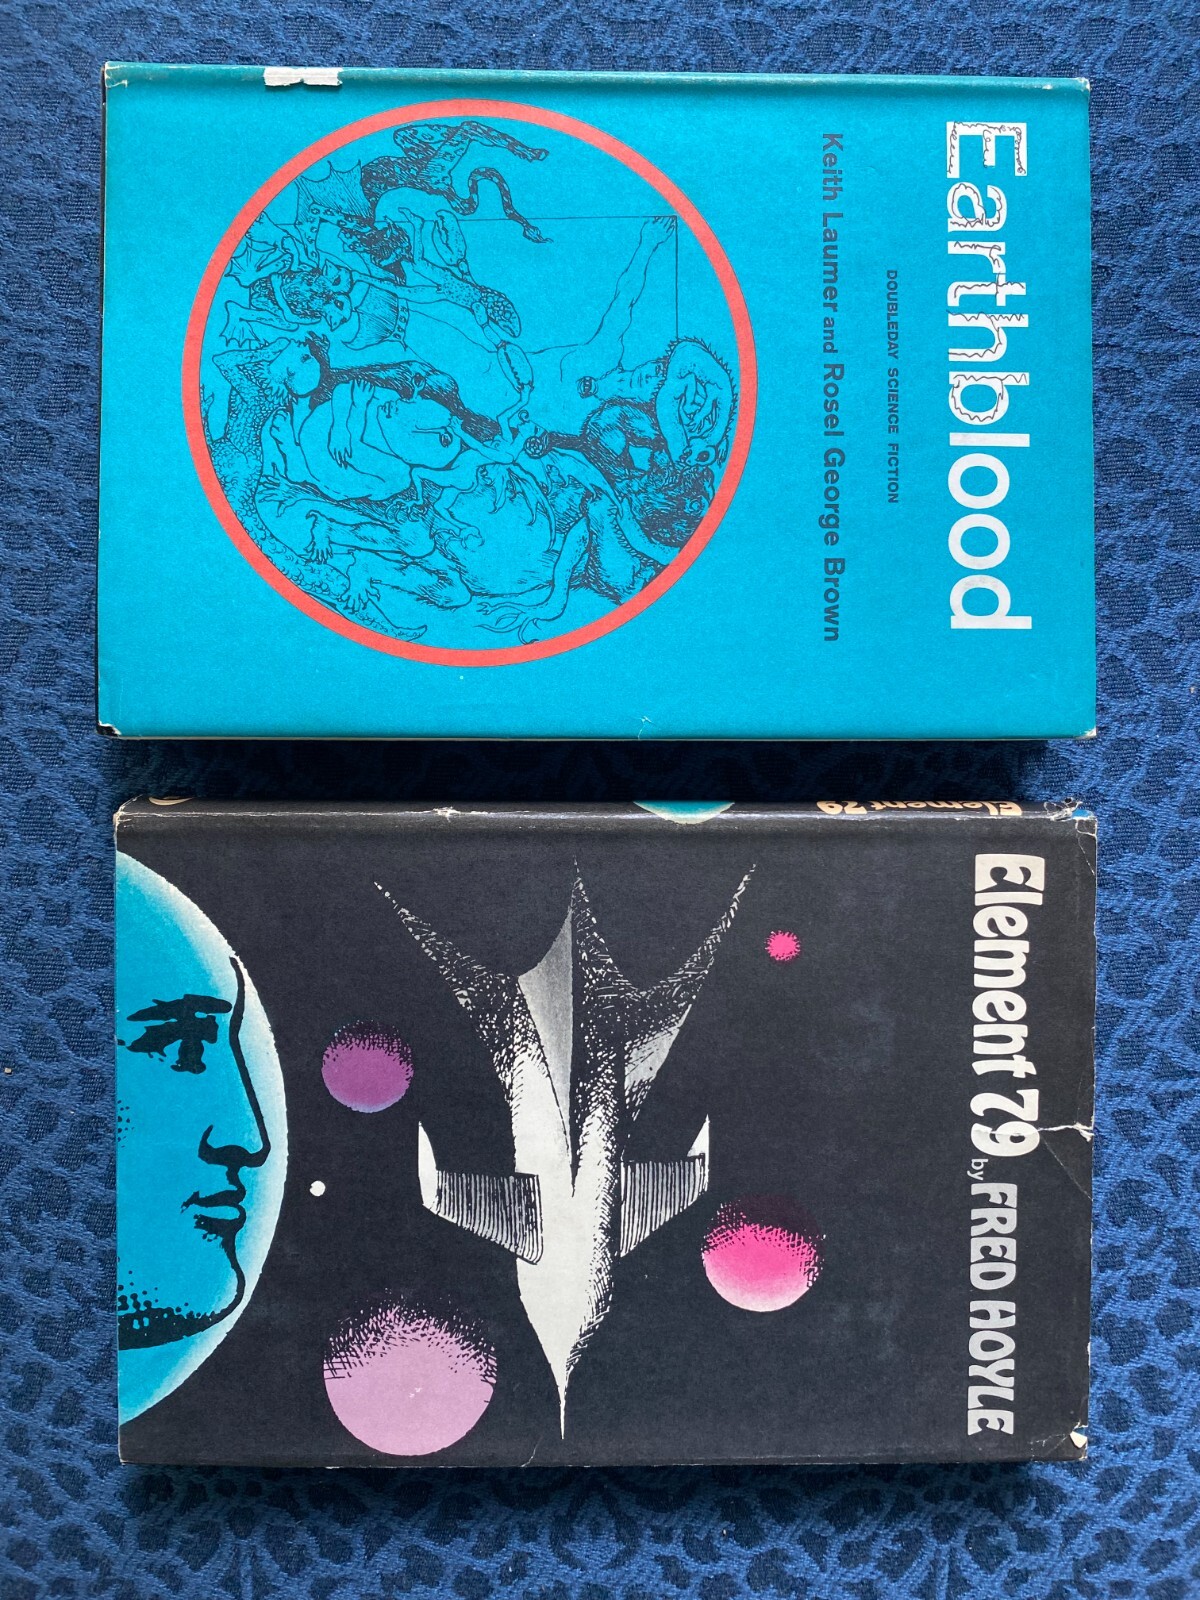 Earthblood
DOUBLEDAY SCIENCE FICTION
Keith Laumer and Rosel George Brown
Element 79
Element 79 by FRED HOYLE